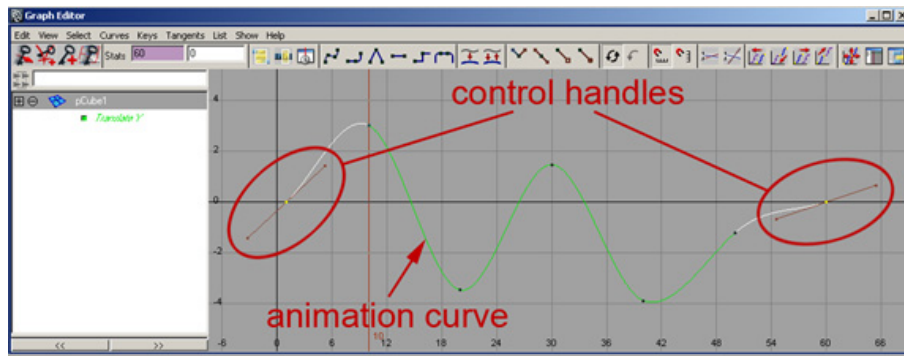 Graph Editor
Edit View Select Curves Keys Tangents List Show Help
Stats 60 0
pCube1
Translate Y
control handles
animation curve
4
2
0
-2
-4
10
-6 0 6 12 18 24 30 36 42 48 54 60 66
<< >>